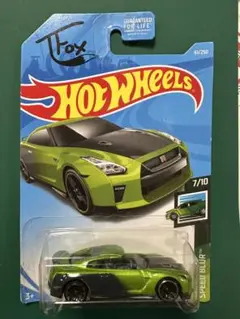 TFox
GUARANTEED
FOR LIFE
HOT WHEELS
7/10
SPEED BLUR